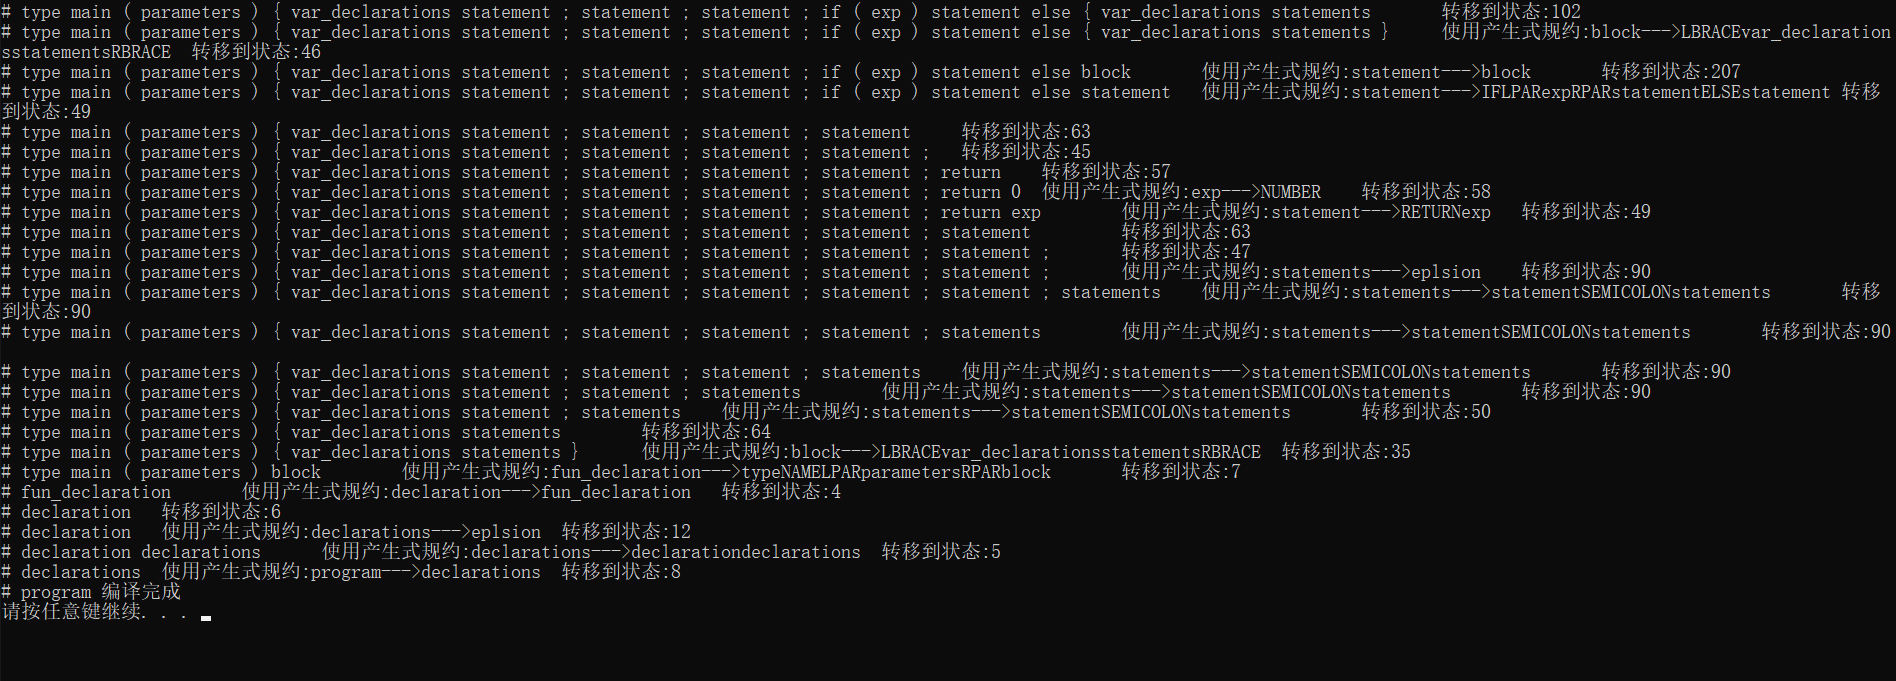 # type main ( parameters ) { var_declarations statement ; statement ; statement ; if ( exp ) statement else { var_declarations statements 转移到状态:102
# type main ( parameters ) { var_declarations statement ; statement ; statement ; if ( exp ) statement else { var_declarations statements } 使用产生式规约:block--->LBRACEvar_declaration
sstatementsRBRACE 转移到状态:46
# type main ( parameters ) { var_declarations statement ; statement ; statement ; if ( exp ) statement else block 使用产生式规约:statement--->block 转移到状态:207
# type main ( parameters ) { var_declarations statement ; statement ; statement ; if ( exp ) statement else statement 使用产生式规约:statement--->IFLPARexpRPARstatementELSEstatement 转移
到状态:49
# type main ( parameters ) { var_declarations statement ; statement ; statement ; statement 转移到状态:63
# type main ( parameters ) { var_declarations statement ; statement ; statement ; statement ; 转移到状态:45
# type main ( parameters ) { var_declarations statement ; statement ; statement ; statement ; return 转移到状态:57
# type main ( parameters ) { var_declarations statement ; statement ; statement ; statement ; return 0 使用产生式规约:exp--->NUMBER 转移到状态:58
# type main ( parameters ) { var_declarations statement ; statement ; statement ; statement ; return exp 使用产生式规约:statement--->RETURNexp 转移到状态:49
# type main ( parameters ) { var_declarations statement ; statement ; statement ; statement ; statement 转移到状态:63
# type main ( parameters ) { var_declarations statement ; statement ; statement ; statement ; statement ; 转移到状态:47
# type main ( parameters ) { var_declarations statement ; statement ; statement ; statement ; statement ; 使用产生式规约:statements--->eplsion 转移到状态:90
# type main ( parameters ) { var_declarations statement ; statement ; statement ; statement ; statement ; statements 使用产生式规约:statements--->statementSEMICOLONstatements 转移
到状态:90
# type main ( parameters ) { var_declarations statement ; statement ; statement ; statement ; statements 使用产生式规约:statements--->statementSEMICOLONstatements 转移到状态:90
# type main ( parameters ) { var_declarations statement ; statement ; statement ; statements 使用产生式规约:statements--->statementSEMICOLONstatements 转移到状态:90
# type main ( parameters ) { var_declarations statement ; statement ; statements 使用产生式规约:statements--->statementSEMICOLONstatements 转移到状态:90
# type main ( parameters ) { var_declarations statement ; statements 使用产生式规约:statements--->statementSEMICOLONstatements 转移到状态:50
# type main ( parameters ) { var_declarations statements 转移到状态:64
# type main ( parameters ) { var_declarations statements } 使用产生式规约:block--->LBRACEvar_declarationsstatementsRBRACE 转移到状态:35
# type main ( parameters ) block 使用产生式规约:fun_declaration--->typeNAMELPARparametersRPARblock 转移到状态:7
# fun_declaration 使用产生式规约:declaration--->fun_declaration 转移到状态:4
# declaration 转移到状态:6
# declaration 使用产生式规约:declarations--->eplsion 转移到状态:12
# declaration declarations 使用产生式规约:declarations--->declarationdeclarations 转移到状态:5
# declarations 使用产生式规约:program--->declarations 转移到状态:8
# program 编译完成
请按任意键继续. . .